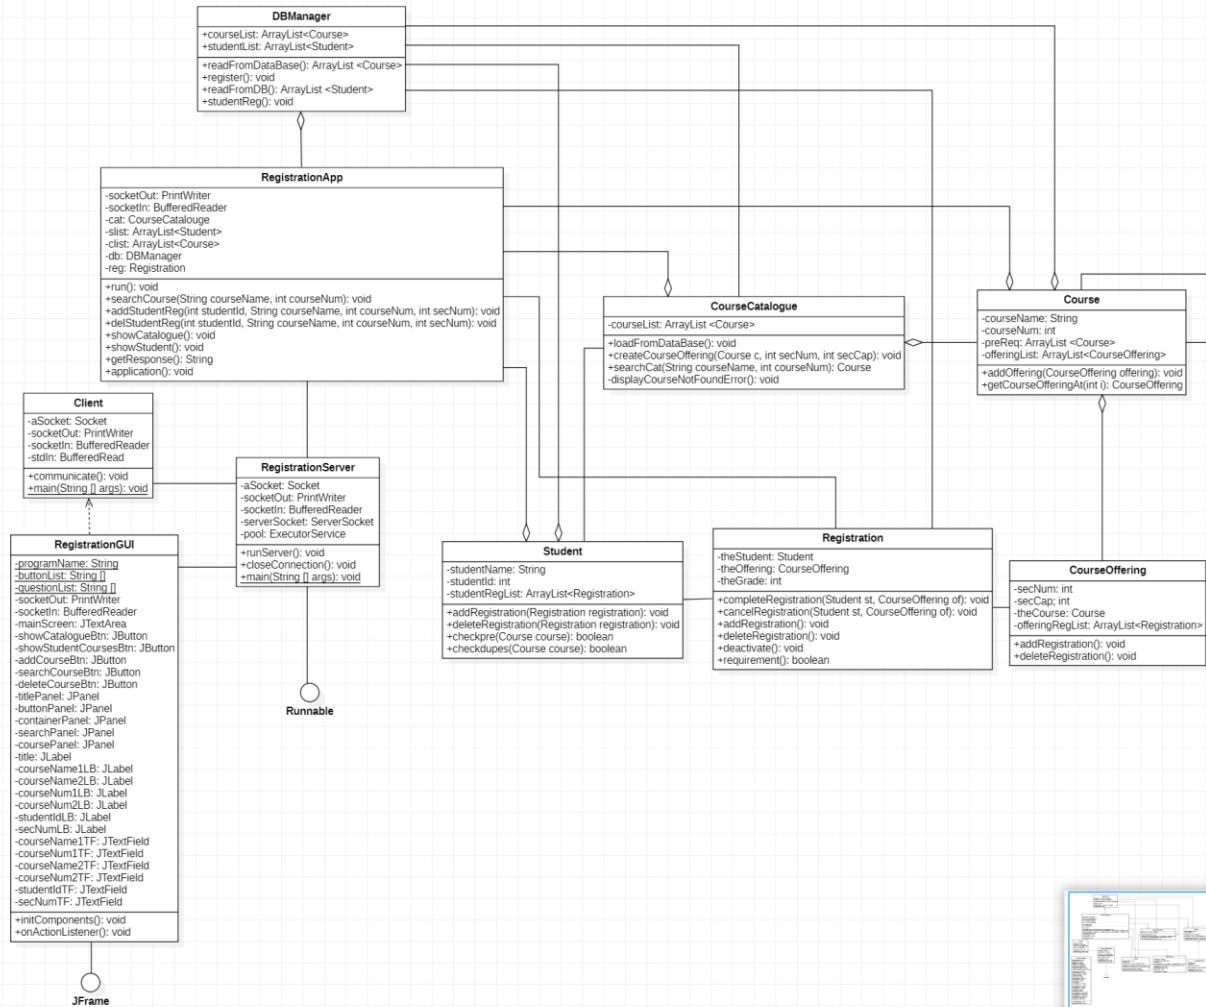 DBManager
+courseList: ArrayList<Course>
+studentList: ArrayList<Student>
+readFromDataBase(): ArrayList <Course>
+register(): void
+readFromDB(): ArrayList <Student>
+studentReg(): void
RegistrationApp
-socketOut: PrintWriter
-socketIn: BufferedReader
-cat: CourseCatalouge
-slist: ArrayList<Student>
-clist: ArrayList<Course>
-db: DBManager
-reg: Registration
+run(): void
+searchCourse(String courseName, int courseNum): void
+addStudentReg(int studentId, String courseName, int courseNum, int secNum): void
+delStudentReg(int studentId, String courseName, int courseNum, int secNum): void
+showCatalogue(): void
+showStudent(): void
+getResponse(): String
+application(): void
CourseCatalogue
-courseList: ArrayList <Course>
+loadFromDataBase(): void
+createCourseOffering(Course c, int secNum, int secCap): void
+searchCat(String courseName, int courseNum): Course
-displayCourseNotFoundError(): void
Course
-courseName: String
-courseNum: int
-preReq: ArrayList <Course>
-offeringList: ArrayList<CourseOffering>
+addOffering(CourseOffering offering): void
+getCourseOfferingAt(int i): CourseOffering
Client
-aSocket: Socket
-socketOut: PrintWriter
-socketIn: BufferedReader
-stdIn: BufferedRead
+communicate(): void
+main(String [] args): void
RegistrationServer
-aSocket: Socket
-socketOut: PrintWriter
-socketIn: BufferedReader
-serverSocket: ServerSocket
-pool: ExecutorService
+runServer(): void
+closeConnection(): void
+main(String [] args): void
Runnable
RegistrationGUI
-programName: String
-buttonList: String []
-questionList: String []
-socketOut: PrintWriter
-socketIn: BufferedReader
-mainScreen: JTextArea
-showCatalogueBtn: JButton
-showStudentCoursesBtn: JButton
-addCourseBtn: JButton
-searchCourseBtn: JButton
-deleteCourseBtn: JButton
-titlePanel: JPanel
-buttonPanel: JPanel
-containerPanel: JPanel
-searchPanel: JPanel
-coursePanel: JPanel
-title: JLabel
-courseName1LB: JLabel
-courseName2LB: JLabel
-courseNum1LB: JLabel
-courseNum2LB: JLabel
-studentIdLB: JLabel
-secNumLB: JLabel
-courseName1TF: JTextField
-courseNum1TF: JTextField
-courseName2TF: JTextField
-courseNum2TF: JTextField
-studentIdTF: JTextField
-secNumTF: JTextField
+initComponents(): void
+onActionListener(): void
JFrame
Student
-studentName: String
-studentId: int
-studentRegList: ArrayList<Registration>
+addRegistration(Registration registration): void
+deleteRegistration(Registration registration): void
+checkpre(Course course): boolean
+checkdupes(Course course): boolean
Registration
-theStudent: Student
-theOffering: CourseOffering
-theGrade: int
+completeRegistration(Student st, CourseOffering of): void
+cancelRegistration(Student st, CourseOffering of): void
+addRegistration(): void
+deleteRegistration(): void
+deactivate(): void
+requirement(): boolean
CourseOffering
-secNum: int
-secCap; int
-theCourse: Course
-offeringRegList: ArrayList<Registration>
+addRegistration(): void
+deleteRegistration(): void